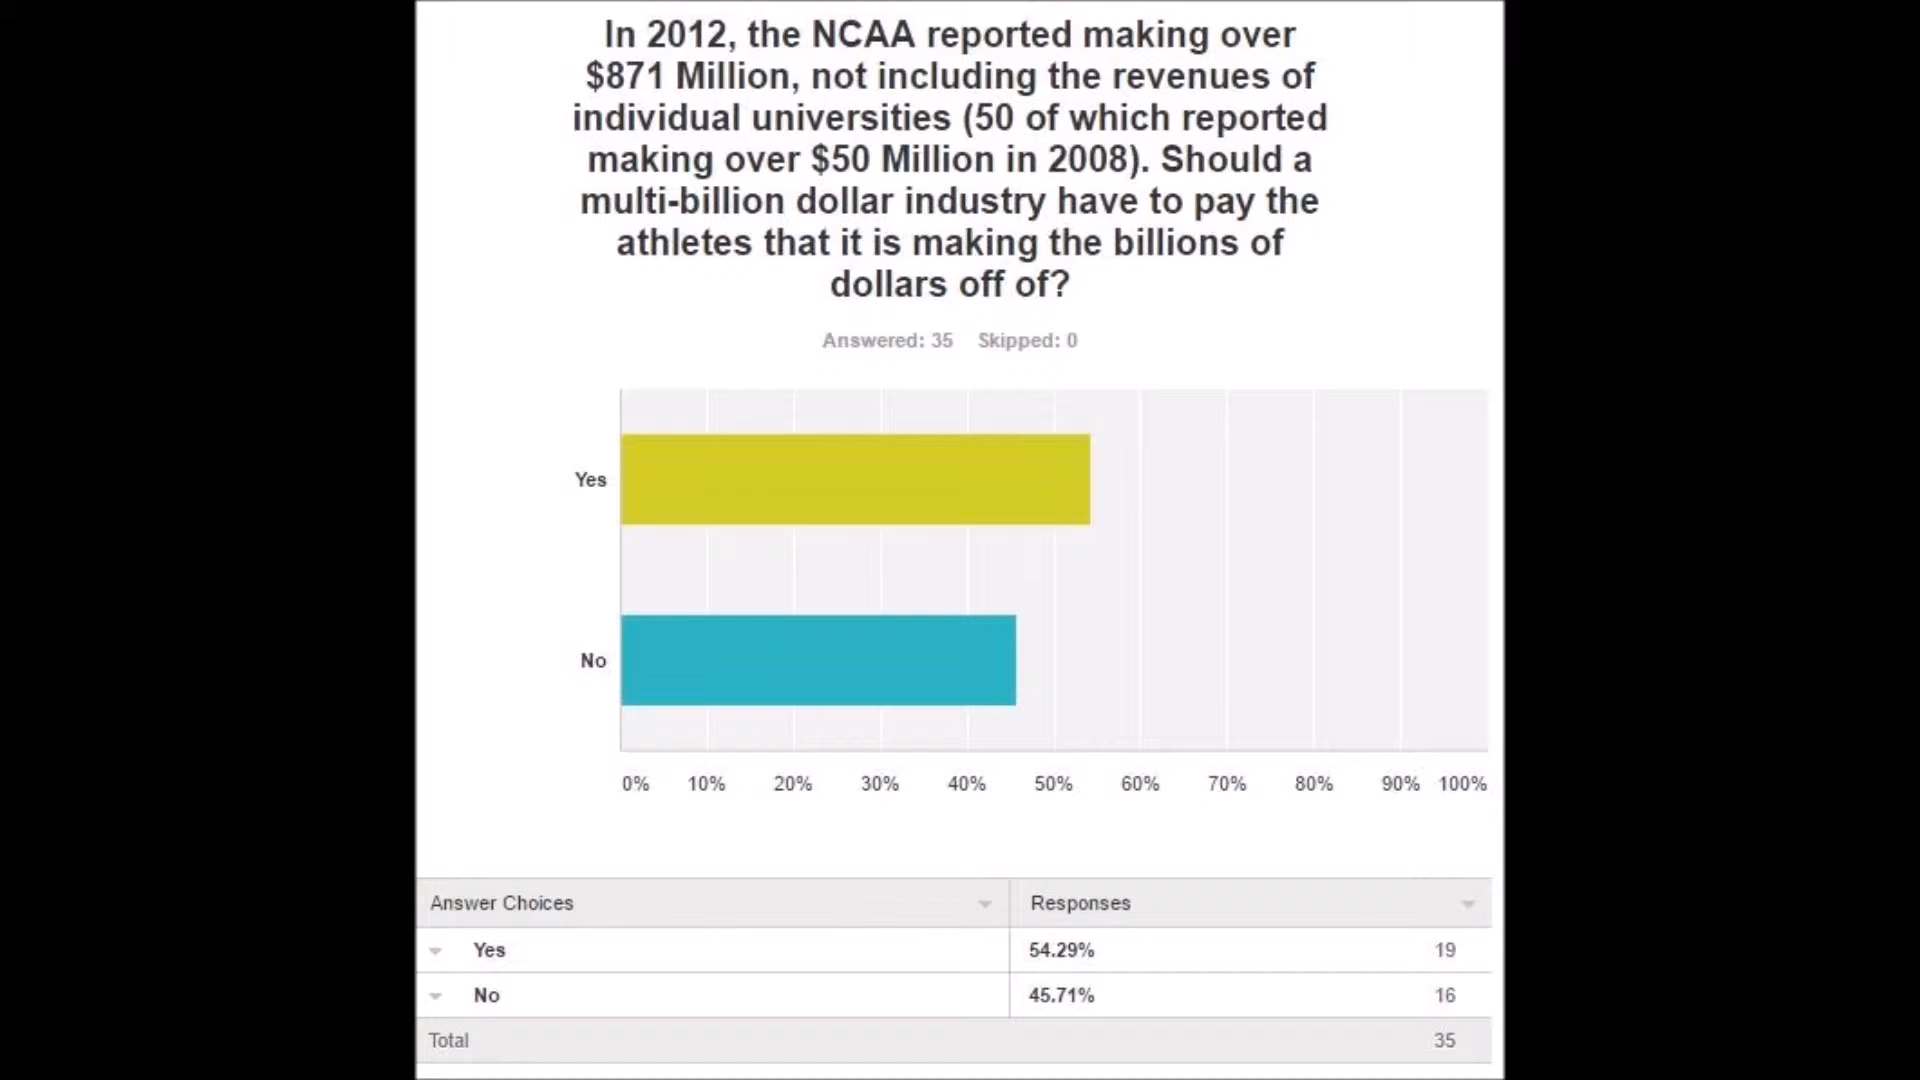 In 2012, the NCAA reported making over
$871 Million, not including the revenues of
individual universities (50 of which reported
making over $50 Million in 2008). Should a
multi-billion dollar industry have to pay the
athletes that it is making the billions of
dollars off of?
Answered: 35 Skipped: 0
Yes
No
0% 10% 20% 30% 40% 50% 60% 70% 80% 90% 100%
Answer Choices Responses
Yes 54.29% 19
No 45.71% 16
Total 35